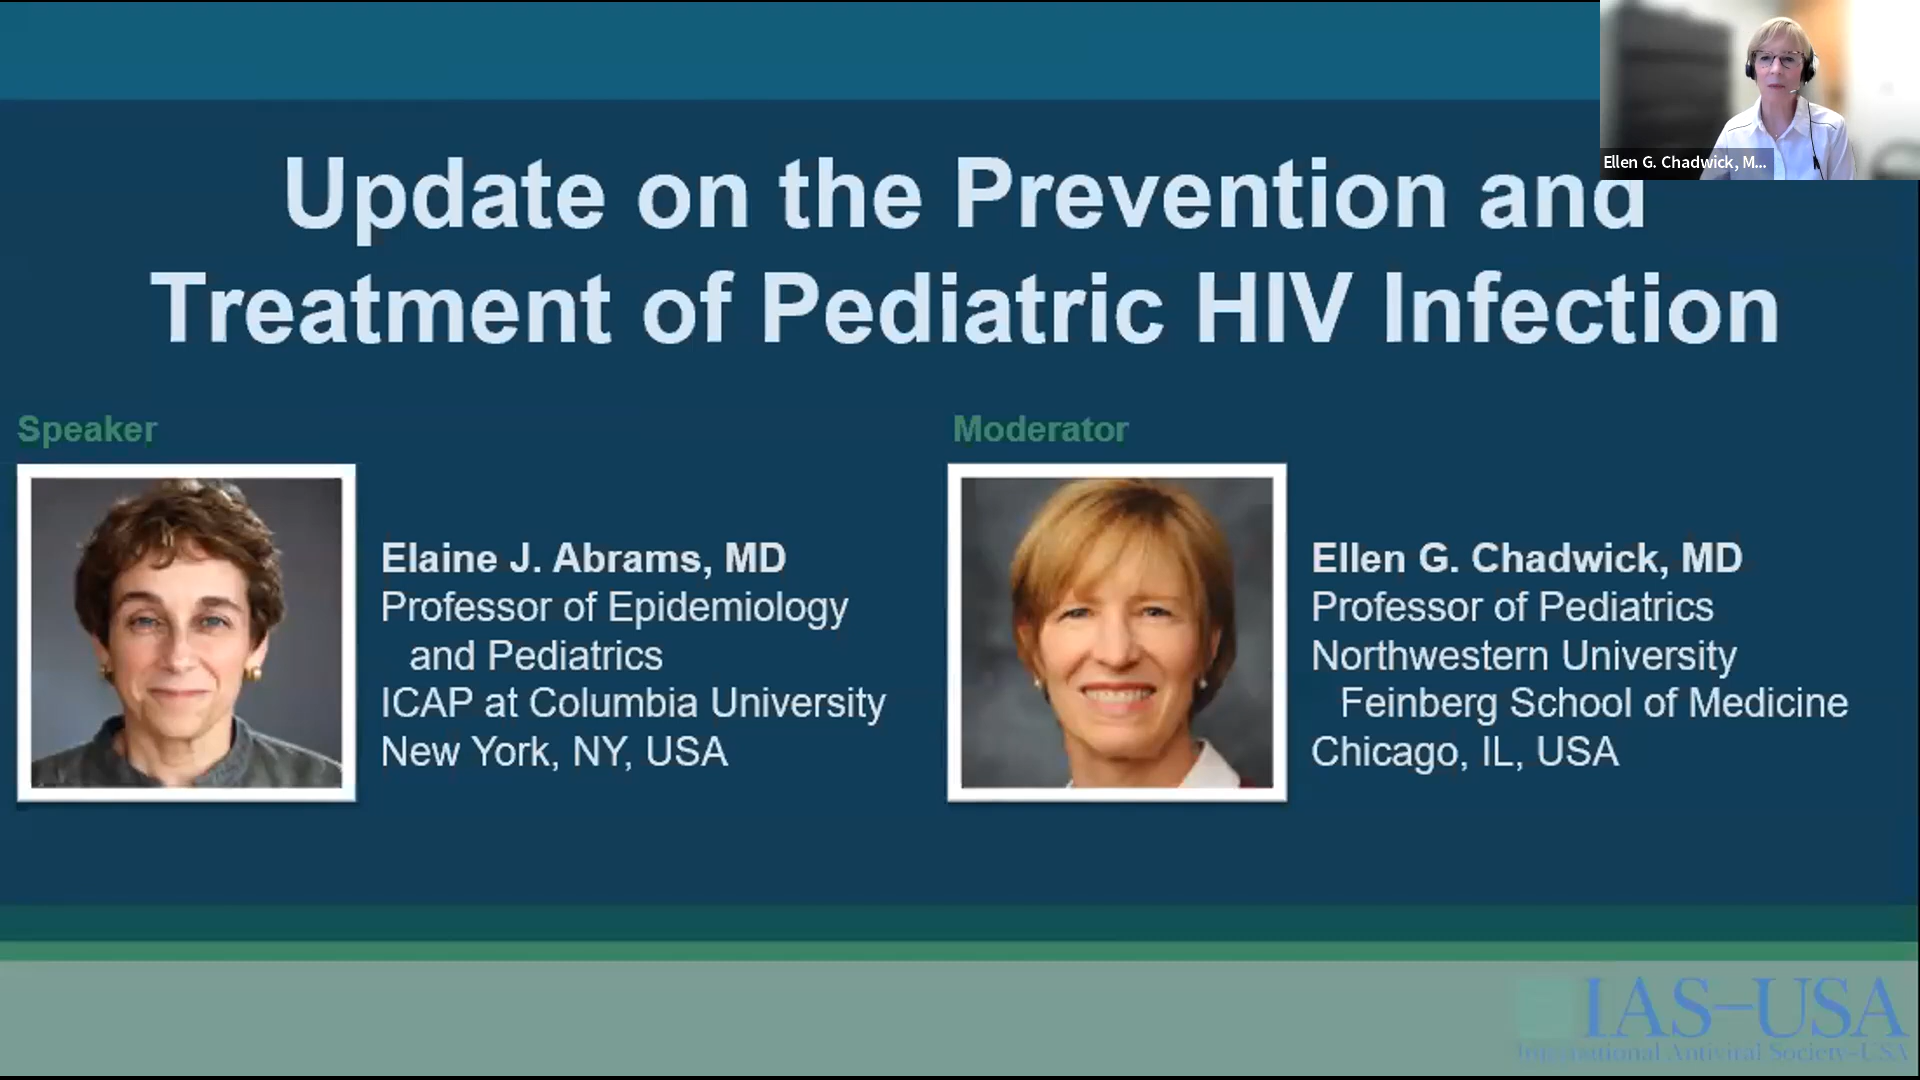 Ellen G. Chadwick, M...
Update on the Prevention and
Treatment of Pediatric HIV Infection
Speaker
Elaine J. Abrams, MD
Professor of Epidemiology
and Pediatrics
ICAP at Columbia University
New York, NY, USA
Moderator
Ellen G. Chadwick, MD
Professor of Pediatrics
Northwestern University
Feinberg School of Medicine
Chicago, IL, USA
IAS–USA
International Antiviral Society–USA